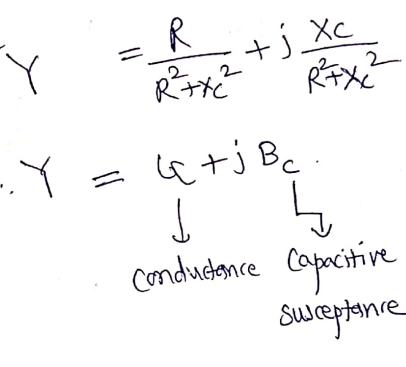 Y = R/(R²+Xc²) + j Xc/(R²+Xc²)
∴ Y = G + j Bc.
Conductance Capacitive
susceptance